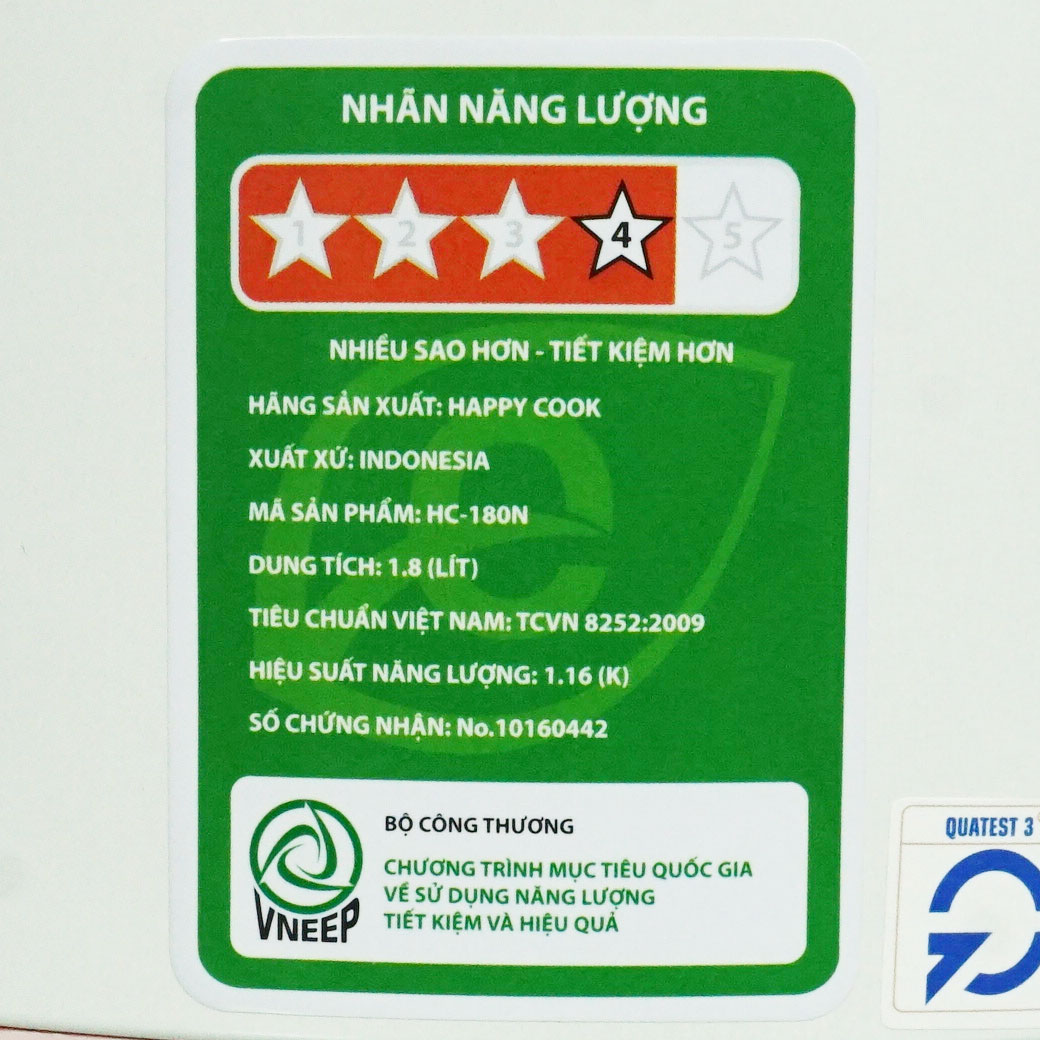 NHÃN NĂNG LƯỢNG
1 2 3 4 5
NHIỀU SAO HƠN - TIẾT KIỆM HƠN
HÃNG SẢN XUẤT: HAPPY COOK
XUẤT XỨ: INDONESIA
MÃ SẢN PHẨM: HC-180N
DUNG TÍCH: 1.8 (LÍT)
TIÊU CHUẨN VIỆT NAM: TCVN 8252:2009
HIỆU SUẤT NĂNG LƯỢNG: 1.16 (K)
SỐ CHỨNG NHẬN: No.10160442
BỘ CÔNG THƯƠNG
CHƯƠNG TRÌNH MỤC TIÊU QUỐC GIA
VỀ SỬ DỤNG NĂNG LƯỢNG
TIẾT KIỆM VÀ HIỆU QUẢ
VNEEP
QUATEST 3